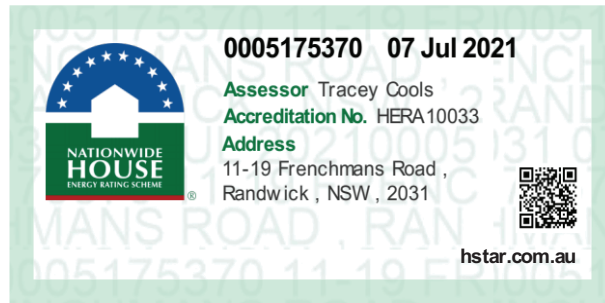 0005175370 07 Jul 2021
Assessor Tracey Cools
Accreditation No. HERA10033
Address
11-19 Frenchmans Road ,
Randwick , NSW , 2031
NATIONWIDE
HOUSE
ENERGY RATING SCHEME
®
hstar.com.au